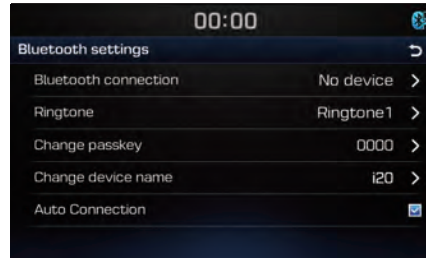 00:00
Bluetooth settings
Bluetooth connection No device
Ringtone Ringtone1
Change passkey 0000
Change device name i20
Auto Connection